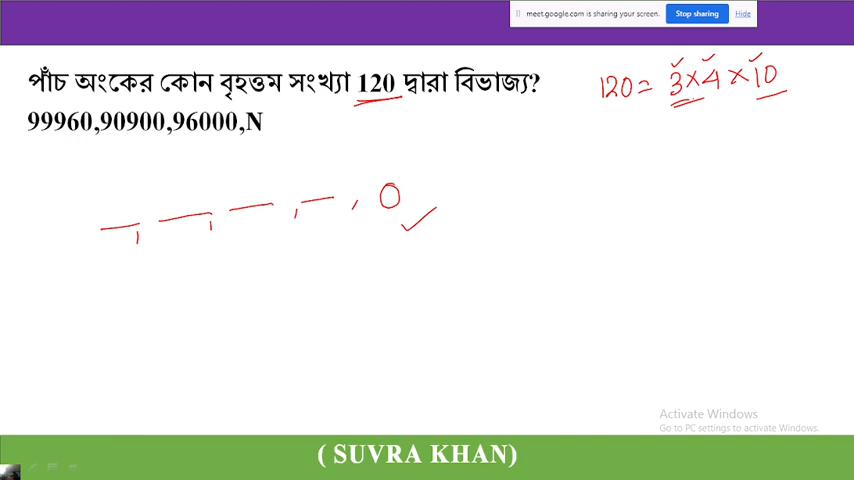 meet.google.com is sharing your screen. Stop sharing Hide
পাঁচ অংকের কোন বৃহত্তম সংখ্যা 120 দ্বারা বিভাজ্য?
120 = 3 × 4 × 10
99960,90900,96000,N
0
Activate Windows
Go to PC settings to activate Windows.
( SUVRA KHAN)